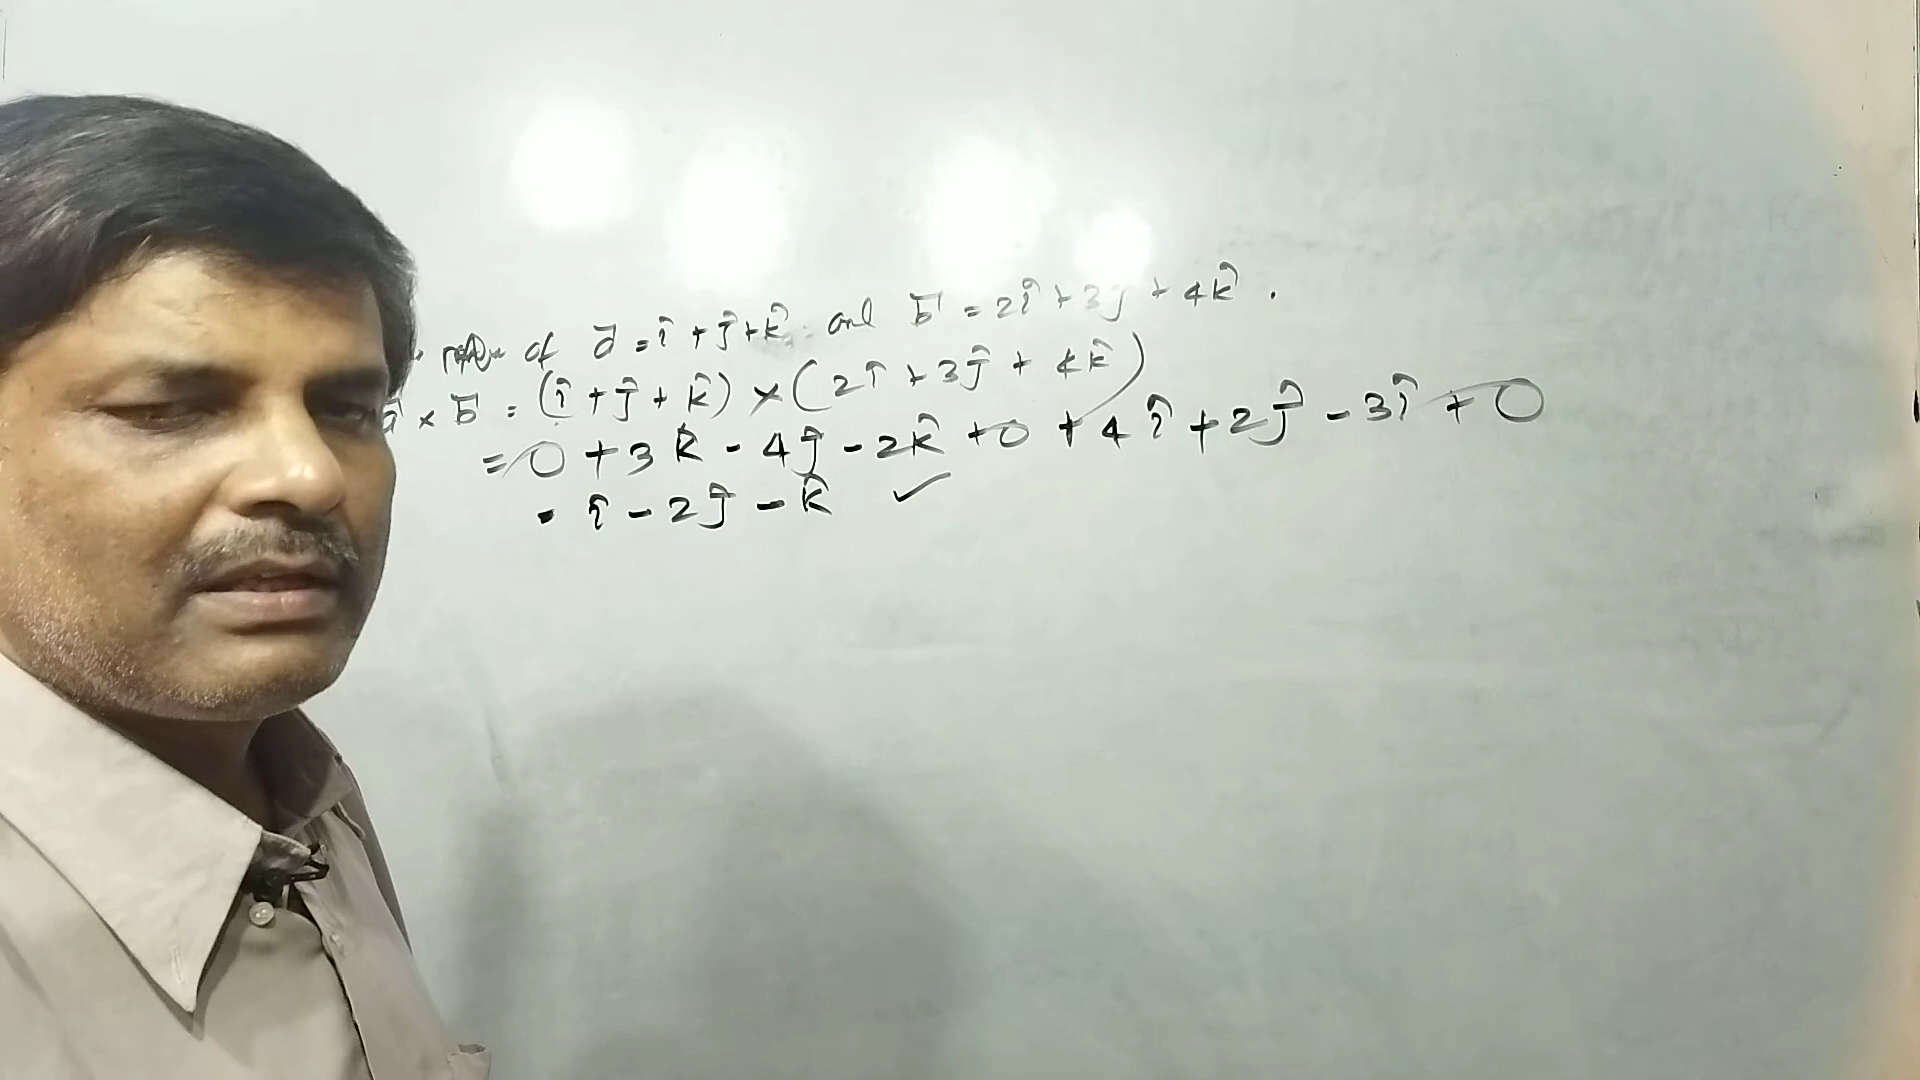 of a̅ = î + ĵ + k̂ and b̅ = 2î + 3ĵ + 4k̂ .
a̅ × b̅ = (î + ĵ + k̂) × (2î + 3ĵ + 4k̂)
= 0 + 3k̂ - 4ĵ - 2k̂ + 0 + 4î + 2ĵ - 3î + 0
- î - 2ĵ - k̂ ✓